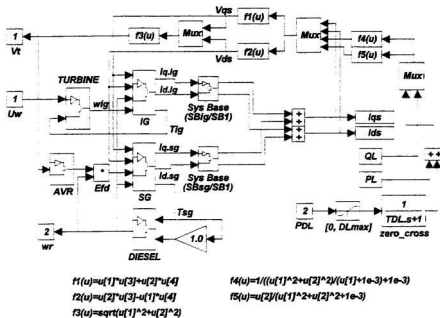 Vqs
f1(u)
1
Vt
f3(u)
Mux
Mux
f4(u)
f5(u)
f2(u)
Vds
Mux
TURBINE
Iq.ig
1
Uw
wig
Id.ig
IG
Sys Base
(SBig/SB1)
Tig
Iqs
Ids
Iq.sg
QL
AVR
Efd
Id.sg
SG
Sys Base
(SBsg/SB1)
PL
Tsg
2
wr
DIESEL
1.0
2
PDL
[0, DLmax]
1
TDL.s+1
zero_cross
f1(u)=u[1]*u[3]+u[2]*u[4]
f4(u)=1/((u[1]^2+u[2]^2)/(u[1]+1e-3)+1e-3)
f2(u)=u[2]*u[3]-u[1]*u[4]
f5(u)=u[2]/(u[1]^2+u[2]^2+1e-3)
f3(u)=sqrt(u[1]^2+u[2]^2)